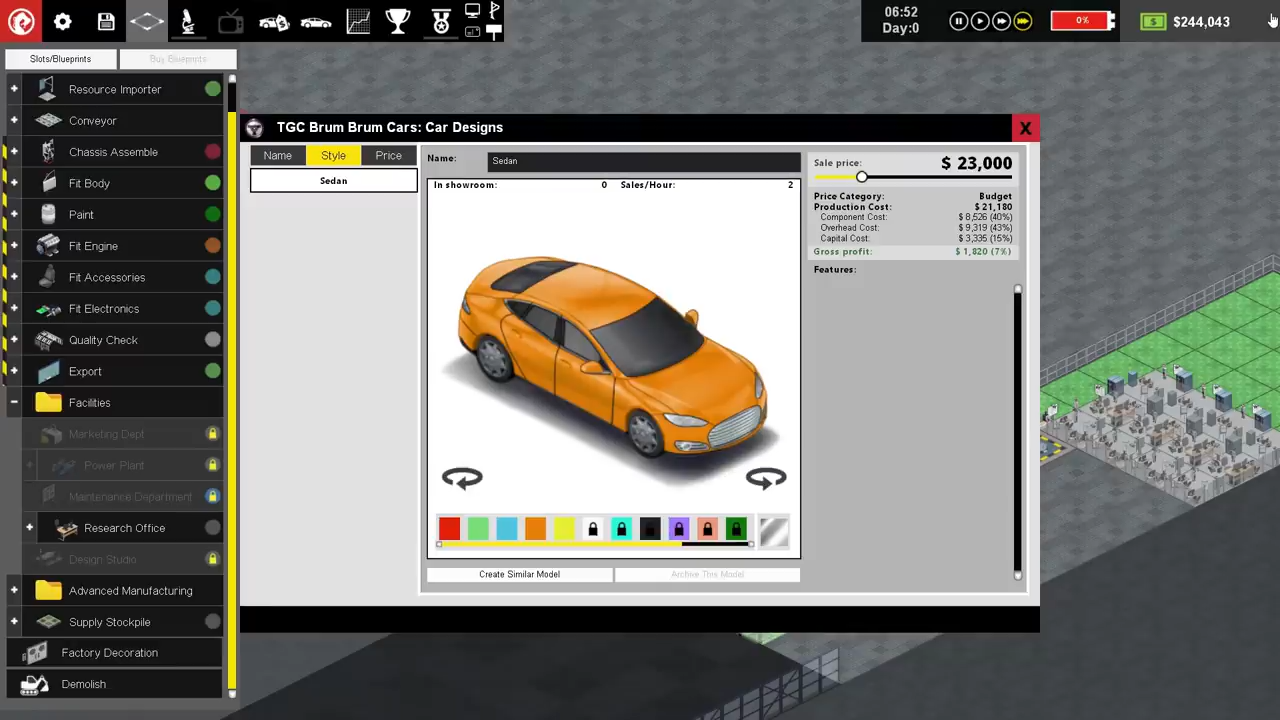 06:52
Day:0
0%
$244,043
Slots/Blueprints
Buy Blueprints
Resource Importer
Conveyor
Chassis Assemble
Fit Body
Paint
Fit Engine
Fit Accessories
Fit Electronics
Quality Check
Export
Facilities
Marketing Dept
Power Plant
Maintenance Department
Research Office
Design Studio
Advanced Manufacturing
Supply Stockpile
Factory Decoration
Demolish
TGC Brum Brum Cars: Car Designs
X
Name
Style
Price
Sedan
Name:
Sedan
In showroom: 0 Sales/Hour: 2
Create Similar Model
Archive This Model
Sale price: $ 23,000
Price Category: Budget
Production Cost: $ 21,180
Component Cost: $ 8,526 (40%)
Overhead Cost: $ 9,319 (43%)
Capital Cost: $ 3,335 (15%)
Gross profit: $ 1,820 (7%)
Features: